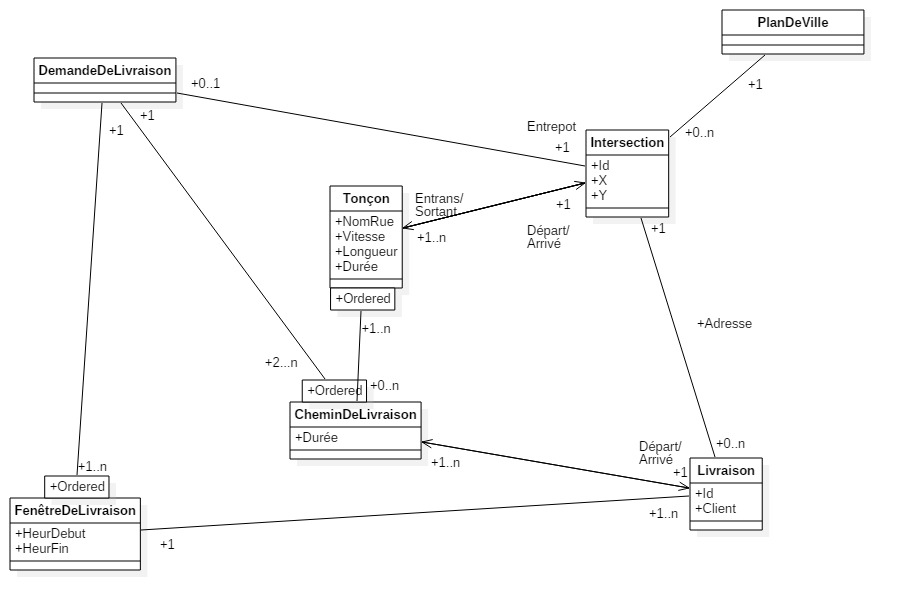 PlanDeVille
DemandeDeLivraison
+0..1
+1
+1
+1
Entrepot
+0..n
+1
Intersection
+Id
+X
+Y
Tonçon
+NomRue
+Vitesse
+Longueur
+Durée
+Ordered
Entrans/
Sortant
+1..n
+1
Départ/
Arrivé
+1
+1..n
+Adresse
+2...n
+Ordered
+0..n
CheminDeLivraison
+Durée
+1..n
Départ/
Arrivé
+1
+0..n
Livraison
+Id
+Client
+1..n
+1..n
+Ordered
FenêtreDeLivraison
+HeurDebut
+HeurFin
+1